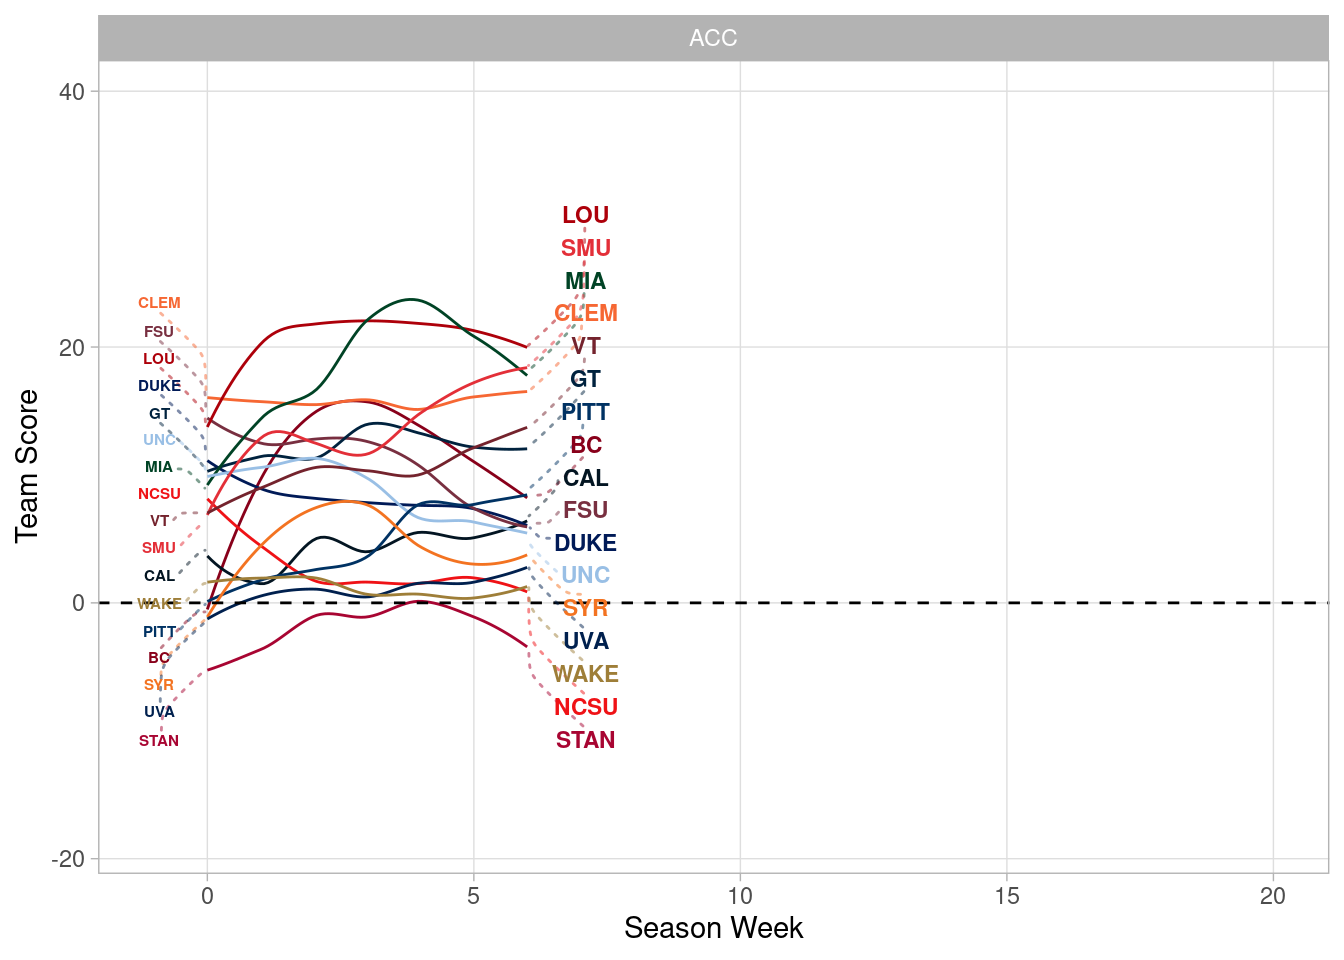 ACC
Team Score
40
20
0
-20
CLEM
FSU
LOU
DUKE
GT
UNC
MIA
NCSU
VT
SMU
CAL
WAKE
PITT
BC
SYR
UVA
STAN
LOU
SMU
MIA
CLEM
VT
GT
PITT
BC
CAL
FSU
DUKE
UNC
SYR
UVA
WAKE
NCSU
STAN
0 5 10 15 20
Season Week